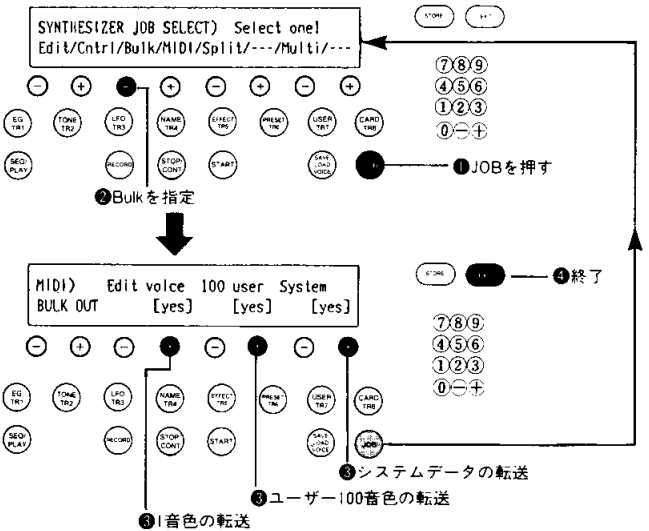 SYNTHESIZER JOB SELECT) Select one!
Edit/Cntrl/Bulk/MIDI/Split/---/Multi/---
STORE EXIT
⑦⑧⑨
④⑤⑥
①②③
⓪⊖⊕
EG TR1 TONE TR2 LFO TR3 NAME TR4 EFFECT TR5 PRESET TR6 USER TR7 CARD TR8
SEQ/PLAY RECORD STOP/CONT START SAVE LOAD VOICE
❶JOBを押す
❷Bulkを指定
MIDI) Edit voice 100 user System
BULK OUT [yes] [yes] [yes]
STORE
❹終了
⑦⑧⑨
④⑤⑥
①②③
⓪⊖⊕
EG TR1 TONE TR2 LFO TR3 NAME TR4 EFFECT TR5 PRESET TR6 USER TR7 CARD TR8
SEQ/PLAY RECORD STOP CONT START SAVE LOAD VOICE JOB
❸システムデータの転送
❸ユーザー100音色の転送
❸1音色の転送